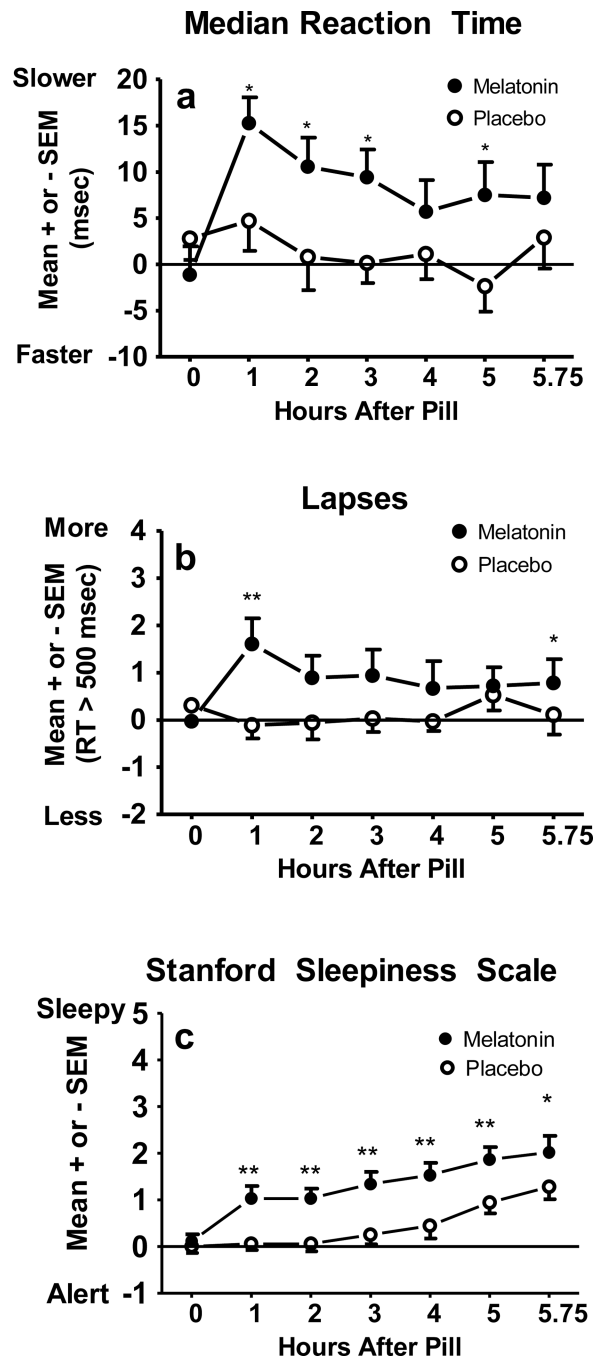 Median Reaction Time
Slower
20
a
*
*
*
*
Melatonin
Placebo
15
10
5
0
-5
Faster -10
Mean + or - SEM
(msec)
0 1 2 3 4 5 5.75
Hours After Pill
Lapses
More
4
b
**
*
Melatonin
Placebo
3
2
1
0
-1
Less -2
Mean + or - SEM
(RT > 500 msec)
0 1 2 3 4 5 5.75
Hours After Pill
Stanford Sleepiness Scale
Sleepy 5
c
Melatonin
Placebo
4
3
2
1
0
Alert -1
** ** ** ** ** *
Mean + or - SEM
0 1 2 3 4 5 5.75
Hours After Pill